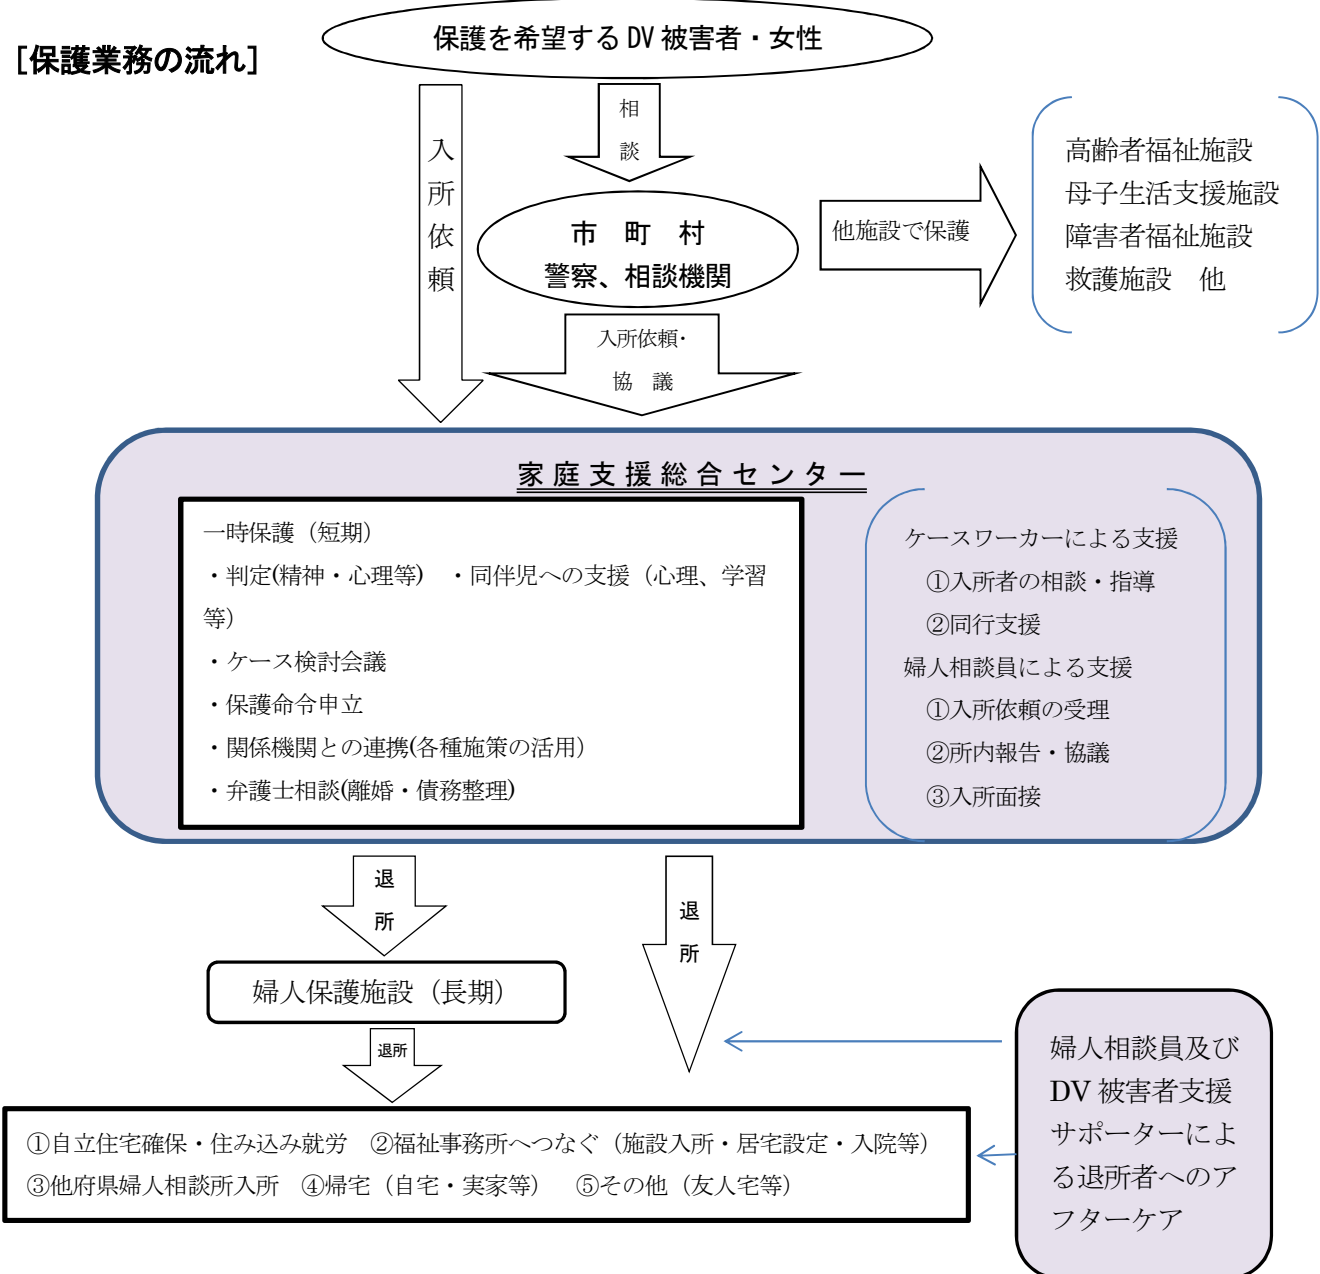 保護を希望する DV 被害者・女性
[保護業務の流れ]
入所依頼
相談
高齢者福祉施設
母子生活支援施設
障害者福祉施設
救護施設　他
市　町　村
警察、相談機関
他施設で保護
入所依頼・
協　議
家庭支援総合センター
一時保護（短期）
・判定(精神・心理等)　・同伴児への支援（心理、学習
等）
・ケース検討会議
・保護命令申立
・関係機関との連携(各種施策の活用）
・弁護士相談(離婚・債務整理)
ケースワーカーによる支援
①入所者の相談・指導
②同行支援
婦人相談員による支援
①入所依頼の受理
②所内報告・協議
③入所面接
退所
退所
婦人保護施設（長期）
退所
婦人相談員及び
DV 被害者支援
サポーターによ
る退所者へのア
フターケア
①自立住宅確保・住み込み就労　②福祉事務所へつなぐ（施設入所・居宅設定・入院等）
③他府県婦人相談所入所　④帰宅（自宅・実家等）　⑤その他（友人宅等）